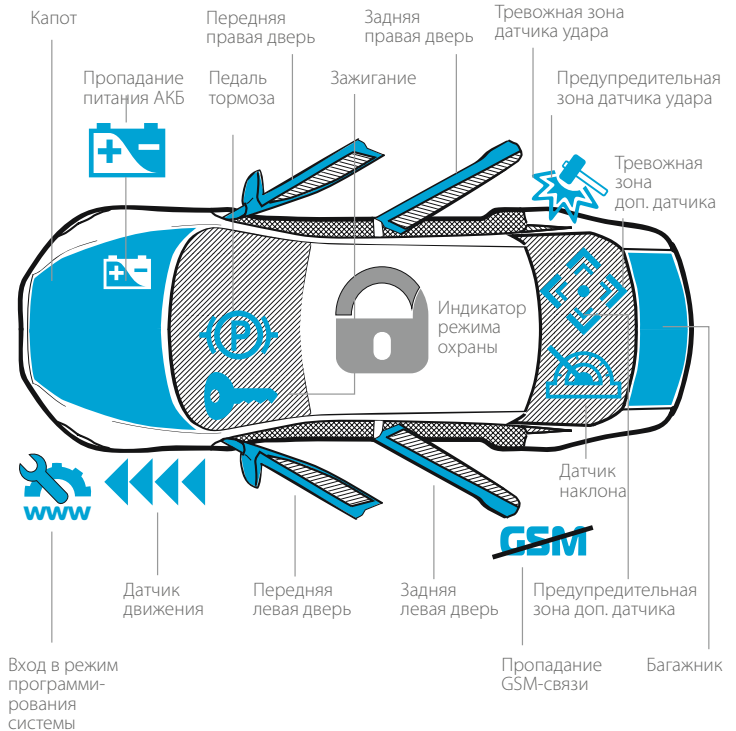 Капот
Передняя
правая дверь
Задняя
правая дверь
Тревожная зона
датчика удара
Пропадание
питания АКБ
Педаль
тормоза
Зажигание
Предупредительная
зона датчика удара
Тревожная
зона
доп. датчика
P
Индикатор
режима
охраны
www
Датчик
наклона
GSM
Датчик
движения
Передняя
левая дверь
Задняя
левая дверь
Предупредительная
зона доп. датчика
Вход в режим
программи-
рования
системы
Пропадание
GSM-связи
Багажник